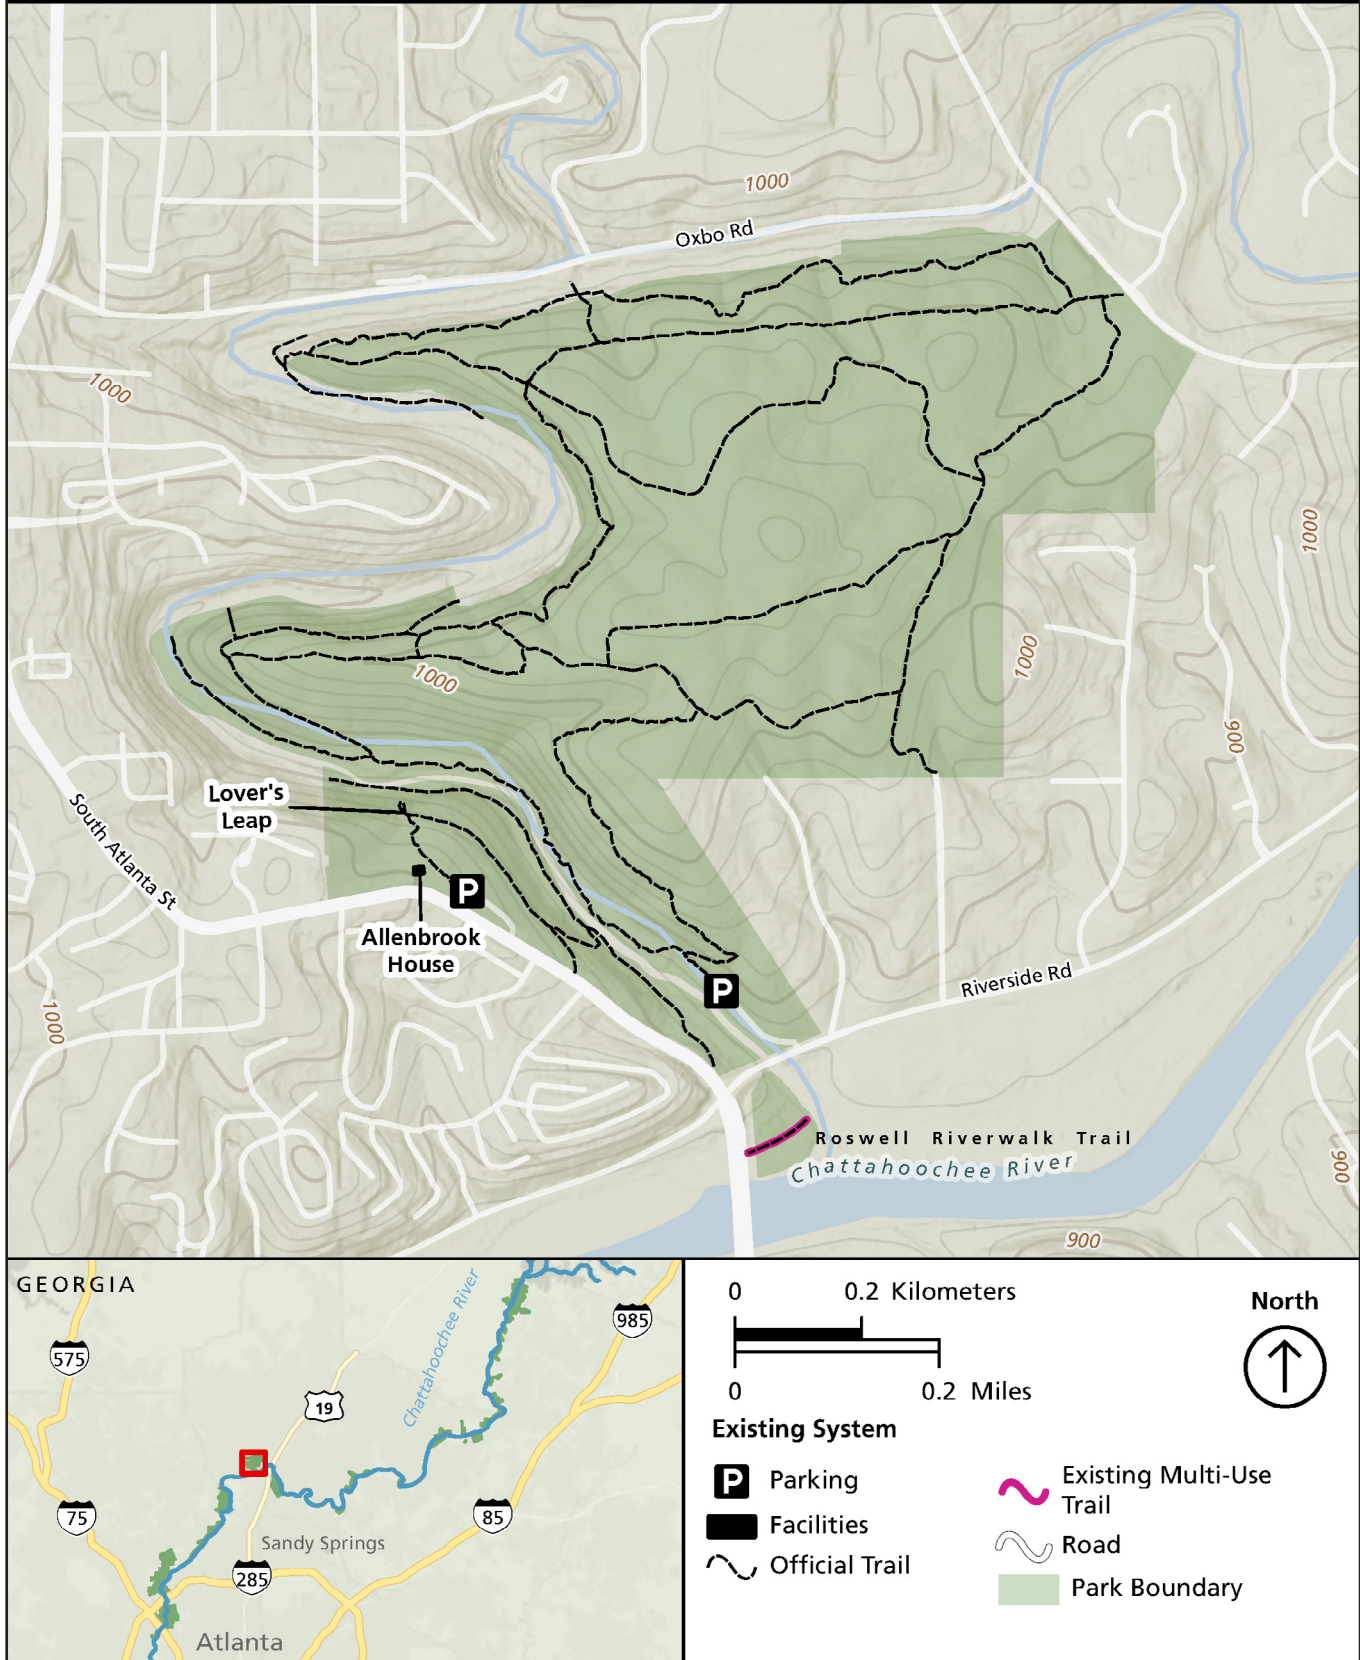 1000
Oxbo Rd
1000
1000
1000
1000
900
Lover's
Leap
South Atlanta St
P
Allenbrook
House
P
Riverside Rd
1000
Roswell Riverwalk Trail
Chattahoochee River
900
900
GEORGIA
Chattahoochee River
985
575
19
75
85
Sandy Springs
285
Atlanta
0 0.2 Kilometers
0 0.2 Miles
North
Existing System
P Parking
Facilities
Official Trail
Existing Multi-Use
Trail
Road
Park Boundary